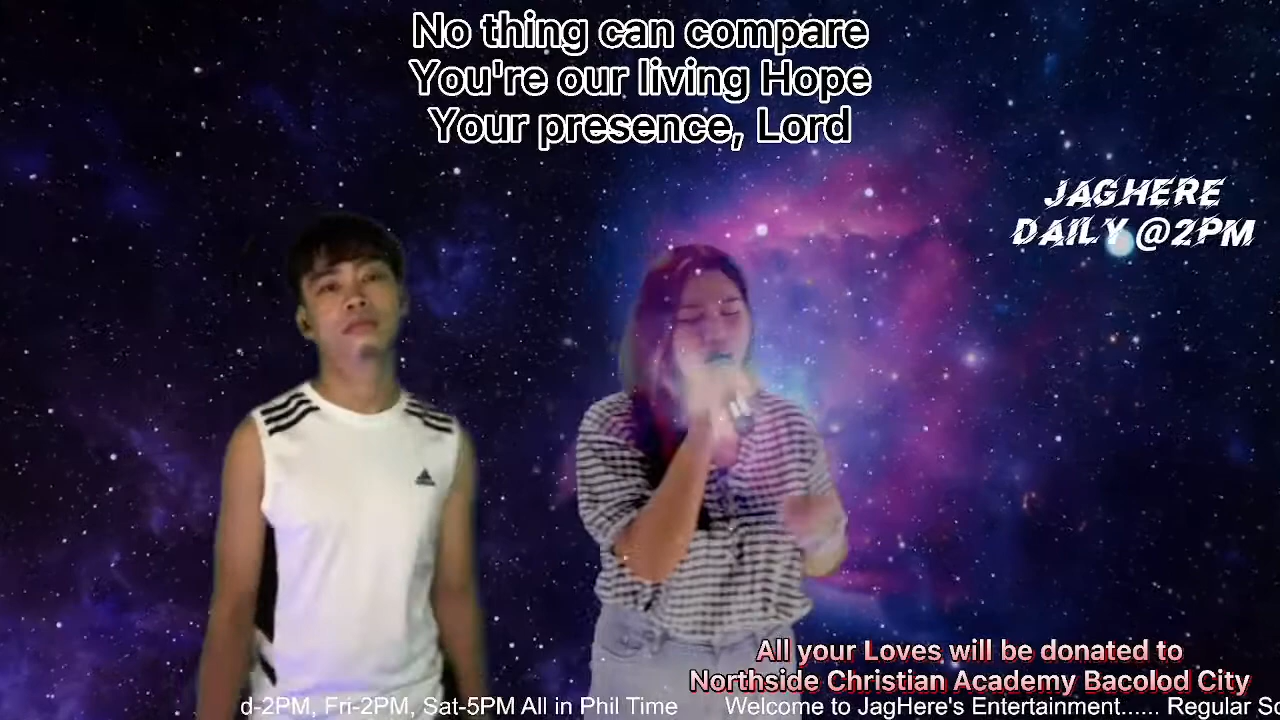 No thing can compare
You're our living Hope
Your presence, Lord
JAGHERE
DAILY @2PM
All your Loves will be donated to
Northside Christian Academy Bacolod City
d-2PM, Fri-2PM, Sat-5PM All in Phil Time Welcome to JagHere's Entertainment...... Regular